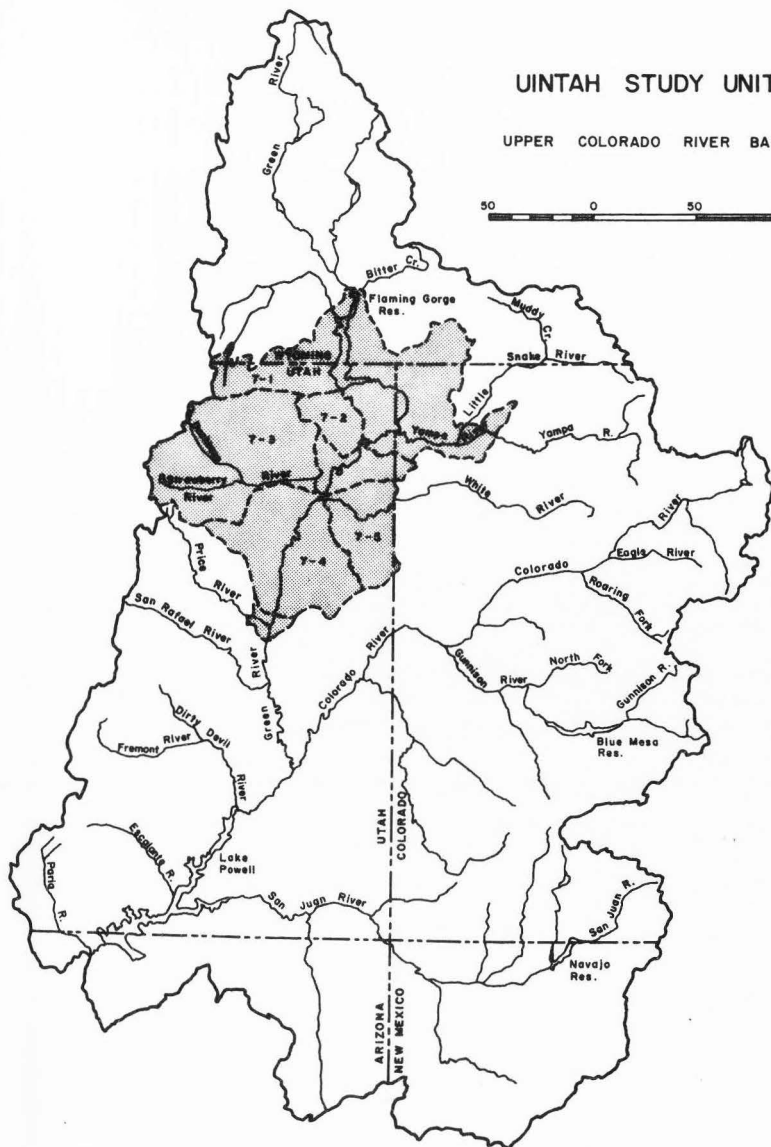 UINTAH STUDY UNIT
UPPER COLORADO RIVER BA
50 0 50
River
Green
Bitter Cr.
Flaming Gorge
Res.
Muddy Cr.
Snake River
Little
WYOMING
UTAH
7-1
7-2
7-3
Yampa
Yampa R.
Strawberry River
River
White River
7-4
7-5
Price River
San Rafael River
River
Eagle River
Colorado
Roaring Fork
Colorado River
Gunnison River
North Fork
Gunnison R.
Blue Mesa
Res.
Green River
Dirty Devil River
Fremont River
UTAH
COLORADO
Escalante R.
Paria R.
Lake
Powell
San Juan River
San Juan R.
Navajo
Res.
ARIZONA
NEW MEXICO